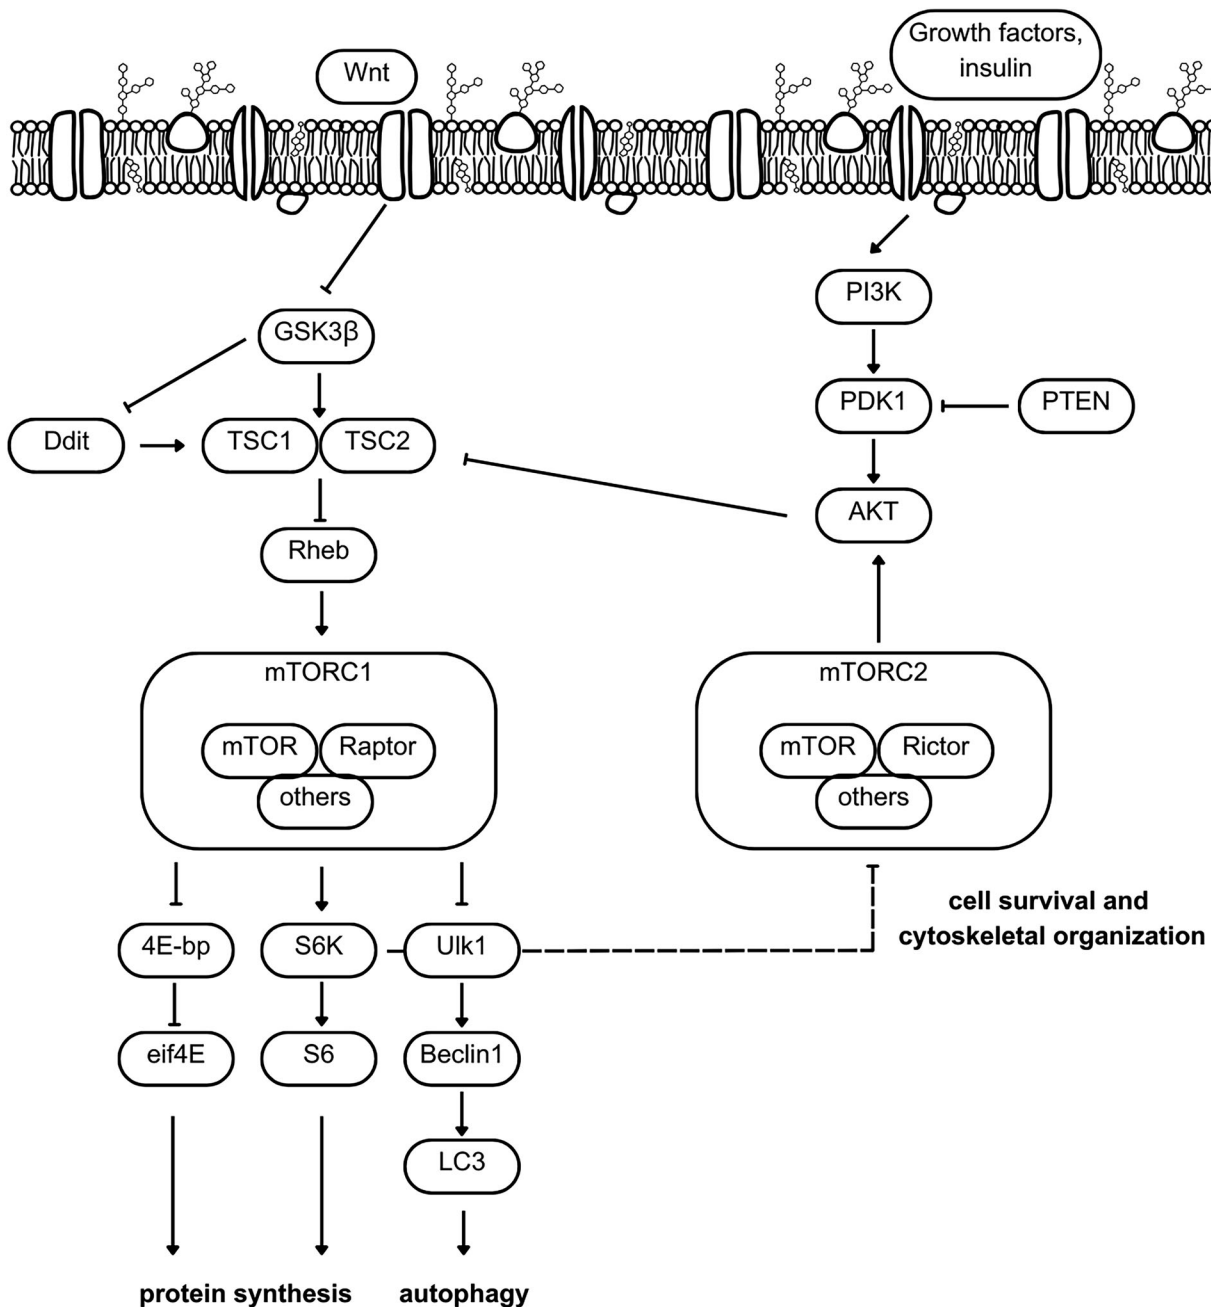 Wnt
Growth factors,
insulin
PI3K
GSK3β
PDK1
PTEN
Ddit
TSC1
TSC2
AKT
Rheb
mTORC1
mTORC2
mTOR
Raptor
mTOR
Rictor
others
others
cell survival and
cytoskeletal organization
4E-bp
S6K
Ulk1
eif4E
S6
Beclin1
LC3
protein synthesis
autophagy